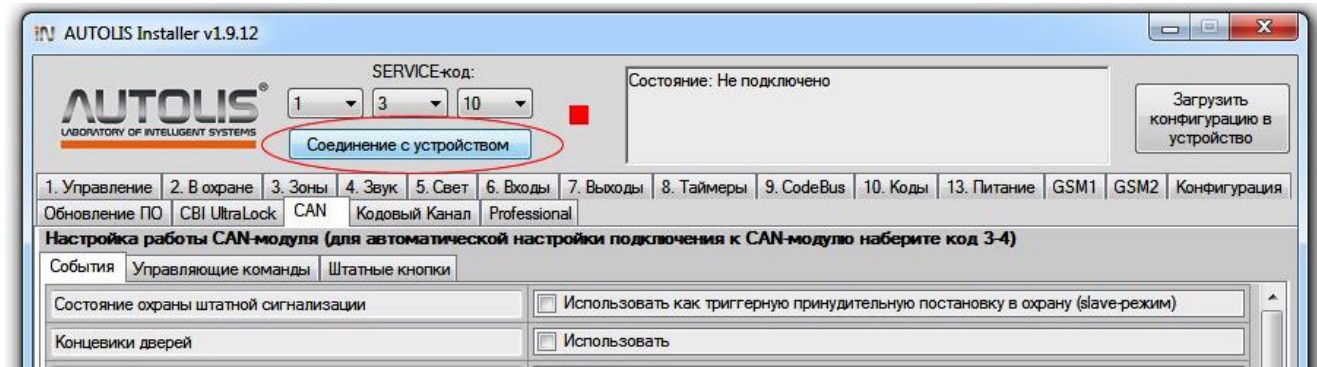 AUTOLIS Installer v1.9.12
AUTOLIS®
LABORATORY OF INTELLIGENT SYSTEMS
SERVICE-код:
1 3 10
Соединение с устройством
Состояние: Не подключено
Загрузить
конфигурацию в
устройство
1. Управление 2. В охране 3. Зоны 4. Звук 5. Свет 6. Входы 7. Выходы 8. Таймеры 9. CodeBus 10. Коды 13. Питание GSM1 GSM2 Конфигурация
Обновление ПО CBI UltraLock CAN Кодовый Канал Professional
Настройка работы CAN-модуля (для автоматической настройки подключения к CAN-модулю наберите код 3-4)
События Управляющие команды Штатные кнопки
Состояние охраны штатной сигнализации Использовать как триггерную принудительную постановку в охрану (slave-режим)
Концевики дверей Использовать